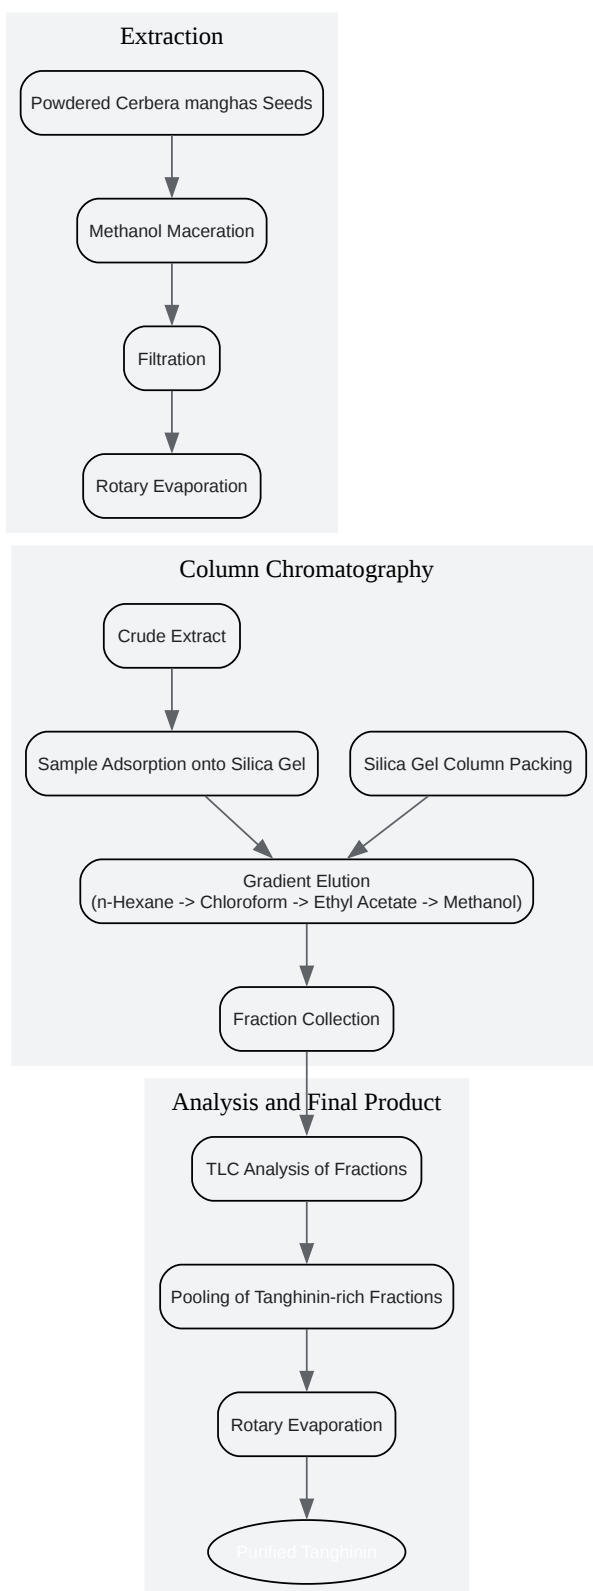 Extraction
Powdered Cerbera manghas Seeds
Methanol Maceration
Filtration
Rotary Evaporation
Column Chromatography
Crude Extract
Sample Adsorption onto Silica Gel
Silica Gel Column Packing
Gradient Elution
(n-Hexane -> Chloroform -> Ethyl Acetate -> Methanol)
Fraction Collection
Analysis and Final Product
TLC Analysis of Fractions
Pooling of Tanghinin-rich Fractions
Rotary Evaporation
Purified Tanghinin